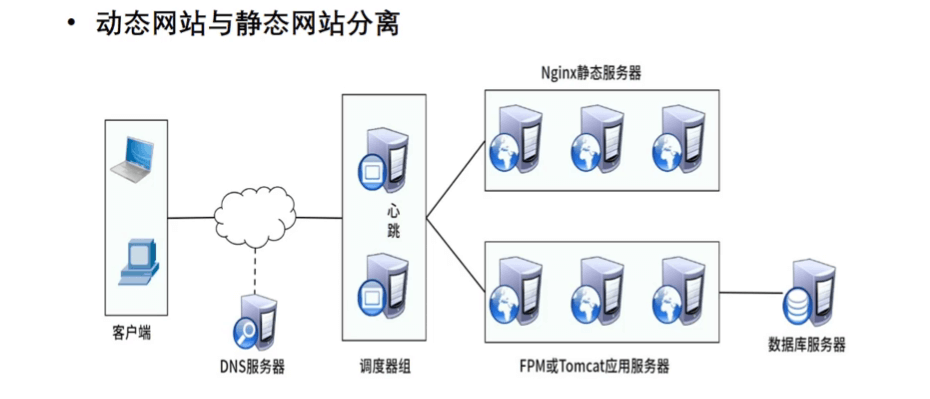 • 动态网站与静态网站分离
Nginx静态服务器
心
跳
客户端
DNS服务器
调度器组
FPM或Tomcat应用服务器
数据库服务器